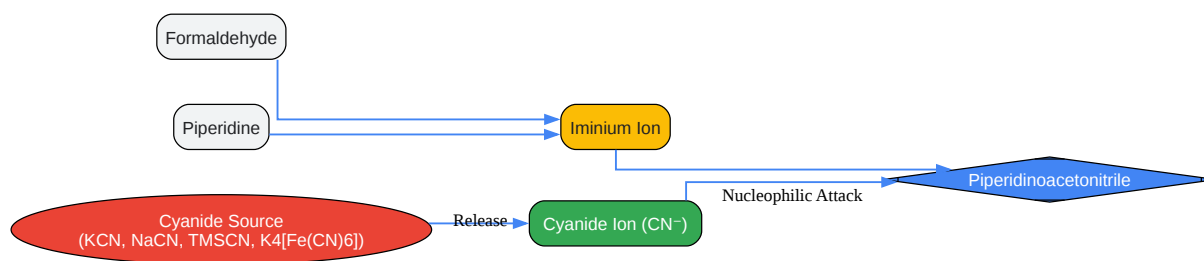 Formaldehyde
Piperidine
Iminium Ion
Piperidinoacetonitrile
Nucleophilic Attack
Cyanide Source
(KCN, NaCN, TMSCN, K4[Fe(CN)6])
Release
Cyanide Ion (CN⁻)